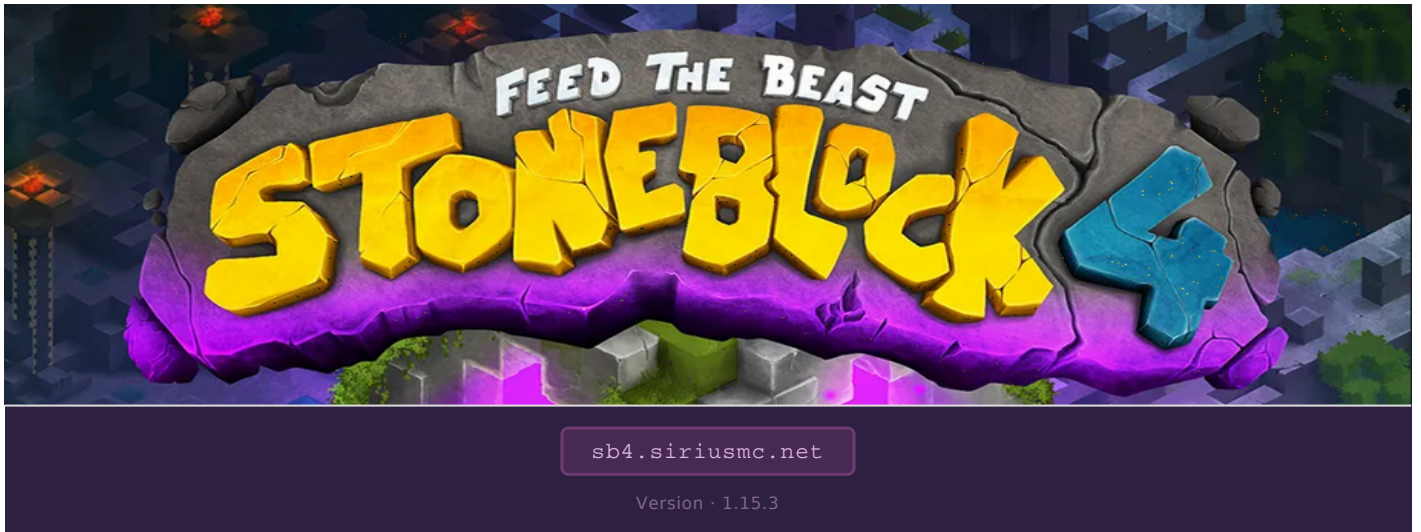 FEED THE BEAST
STONEBLOCK 4
sb4.siriusmc.net
Version · 1.15.3